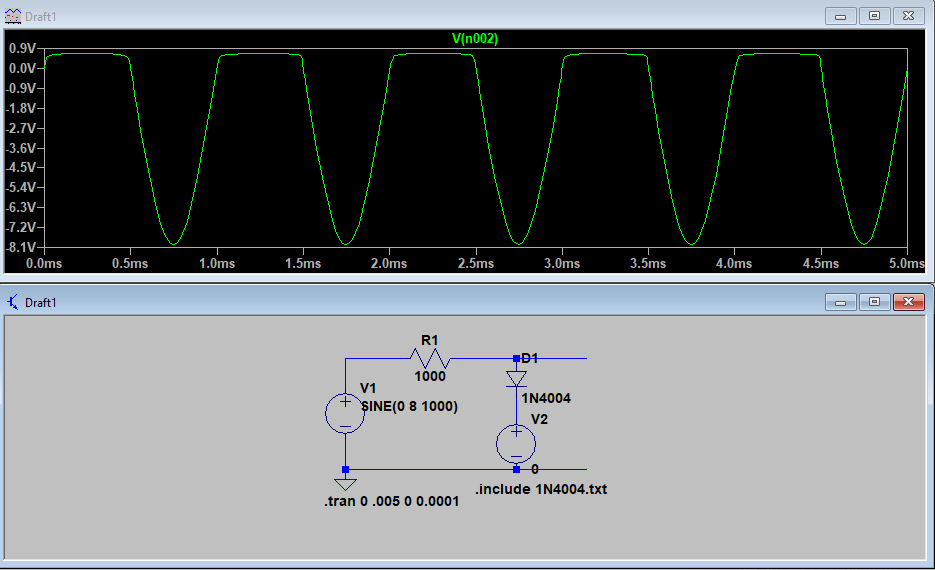 Draft1
V(n002)
0.9V
0.0V
-0.9V
-1.8V
-2.7V
-3.6V
-4.5V
-5.4V
-6.3V
-7.2V
-8.1V
0.0ms 0.5ms 1.0ms 1.5ms 2.0ms 2.5ms 3.0ms 3.5ms 4.0ms 4.5ms 5.0ms
Draft1
R1
D1
1000
V1
1N4004
SINE(0 8 1000)
V2
0
.include 1N4004.txt
.tran 0 .005 0 0.0001